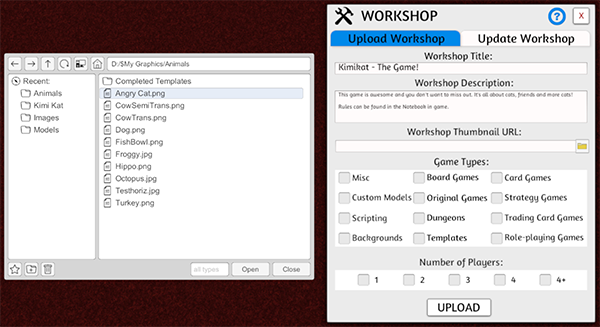 D:/$My Graphics/Animals
Recent:
Animals
Kimi Kat
Images
Models
Completed Templates
Angry Cat.png
CowSemiTrans.png
CowTrans.png
Dog.png
FishBowl.png
Froggy.jpg
Hippo.png
Octopus.jpg
Testhoriz.jpg
Turkey.png
all types
Open
Close
WORKSHOP
?
X
Upload Workshop
Update Workshop
Workshop Title:
Kimikat - The Game!
Workshop Description:
This game is awesome and you don't want to miss out. It's all about cats, friends and more cats!
Rules can be found in the Notebook in game.
Workshop Thumbnail URL:
Game Types:
Misc
Board Games
Card Games
Custom Models
Original Games
Strategy Games
Scripting
Dungeons
Trading Card Games
Backgrounds
Templates
Role-playing Games
Number of Players:
1
2
3
4
4+
UPLOAD